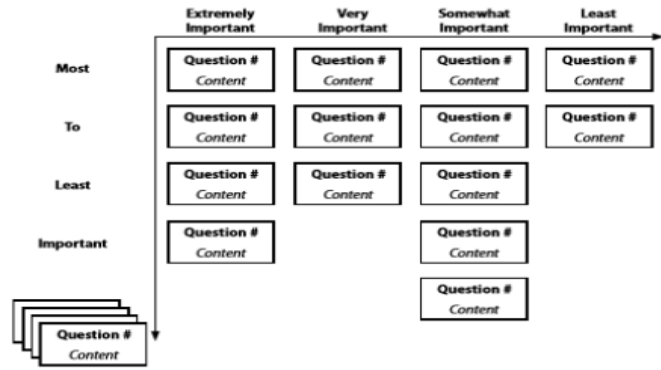 Extremely Important
Very Important
Somewhat Important
Least Important
Most
Question #
Content
Question #
Content
Question #
Content
Question #
Content
To
Question #
Content
Question #
Content
Question #
Content
Question #
Content
Least
Question #
Content
Question #
Content
Question #
Content
Important
Question #
Content
Question #
Content
Question #
Content
Question #
Content